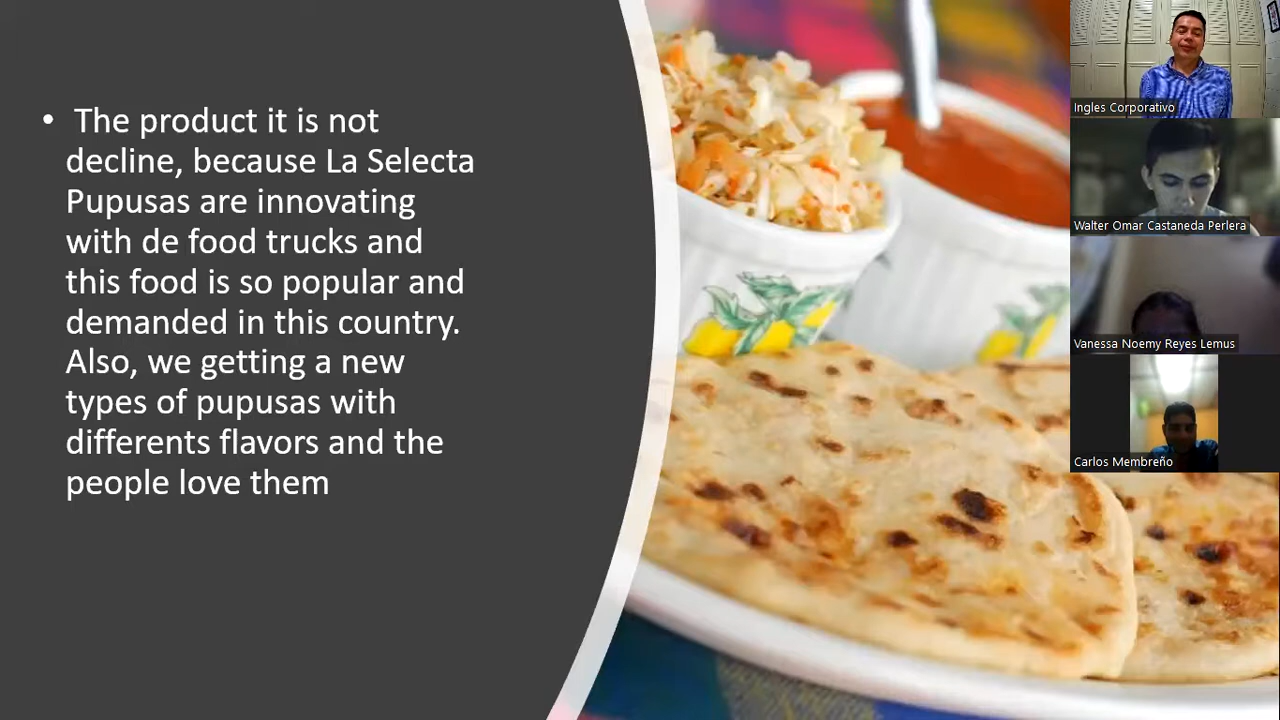 • The product it is not
decline, because La Selecta
Pupusas are innovating
with de food trucks and
this food is so popular and
demanded in this country.
Also, we getting a new
types of pupusas with
differents flavors and the
people love them
Ingles Corporativo
Walter Omar Castaneda Perlera
Vanessa Noemy Reyes Lemus
Carlos Membreño